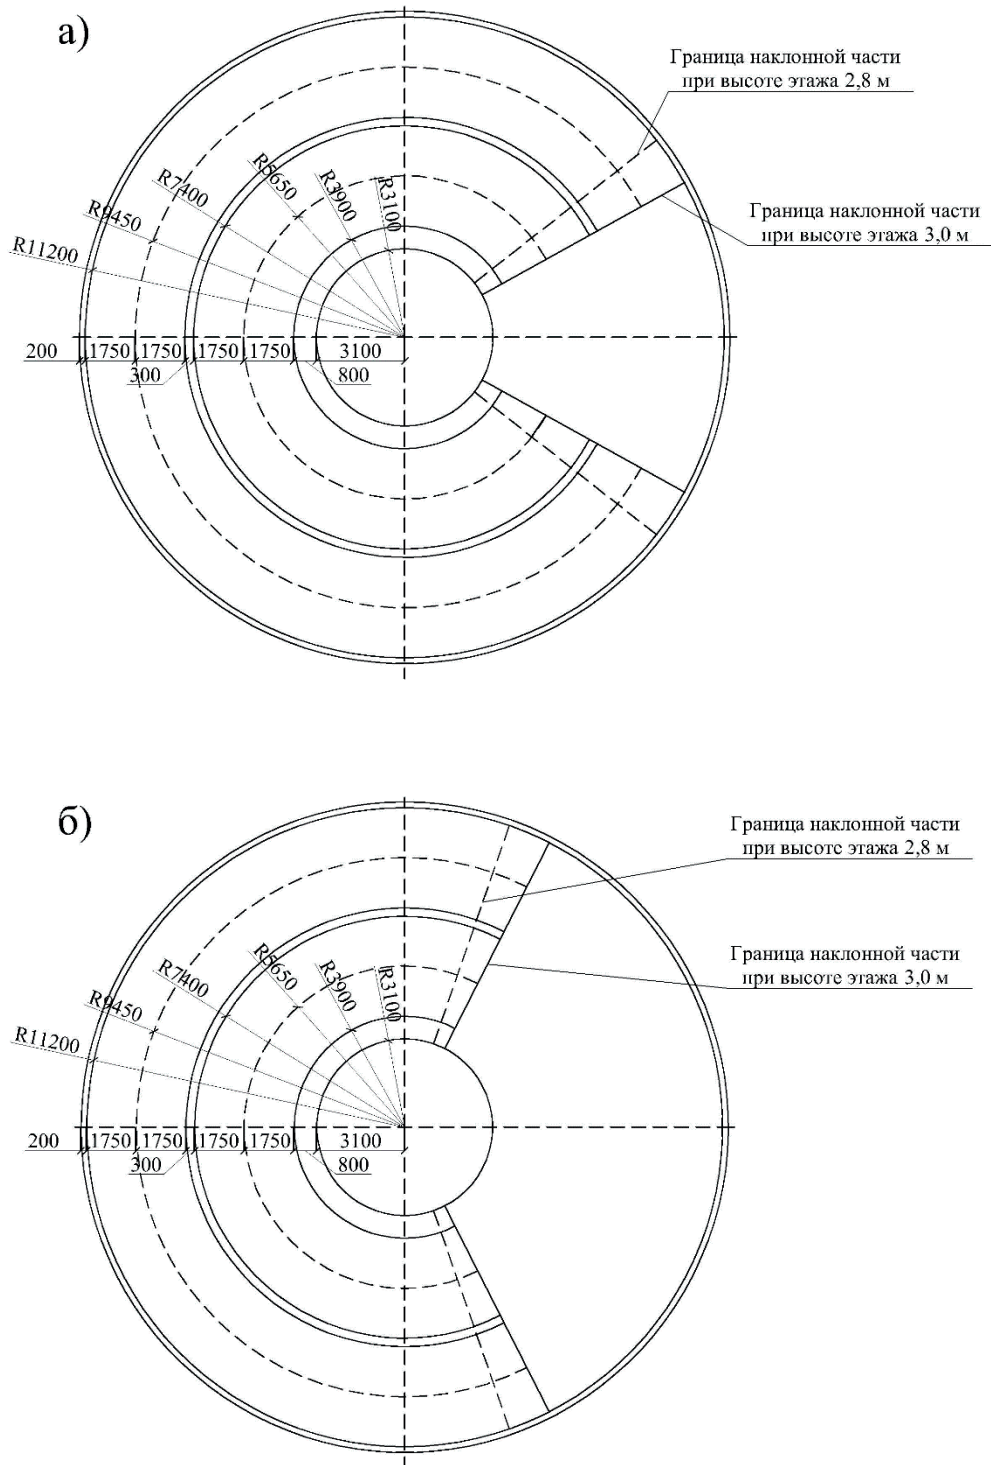 а)
Граница наклонной части
при высоте этажа 2,8 м
Граница наклонной части
при высоте этажа 3,0 м
R3100
R3900
R5650
R7400
R9450
R11200
200 1750 1750 1750 1750 3100
300 800
б)
Граница наклонной части
при высоте этажа 2,8 м
Граница наклонной части
при высоте этажа 3,0 м
R3100
R3900
R5650
R7400
R9450
R11200
200 1750 1750 1750 1750 3100
300 800